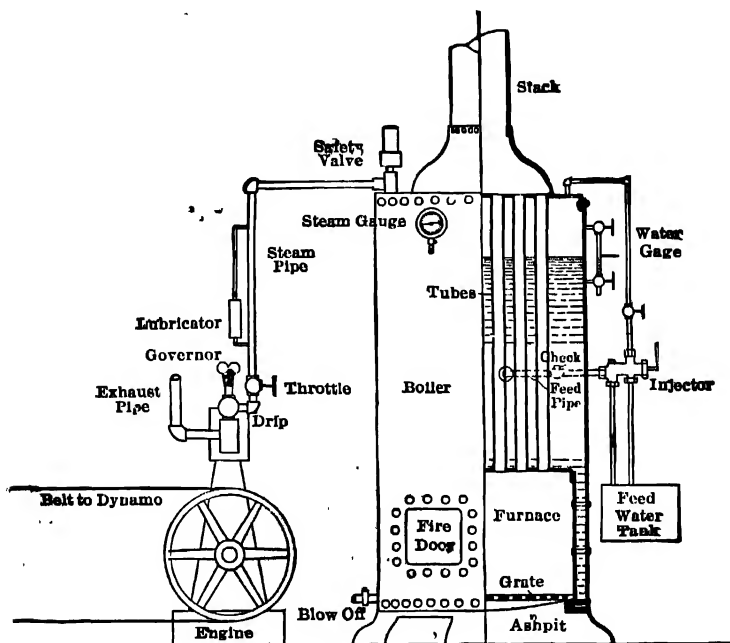 Stack
Safety
Valve
Steam Gauge
Water
Gage
Steam
Pipe
Tubes
Lubricator
Governor
Check
Exhaust
Pipe
Throttle
Boiler
Feed
Pipe
Injector
Drip
Belt to Dynamo
Fire
Door
Furnace
Feed
Water
Tank
Grate
Blow Off
Engine
Ashpit